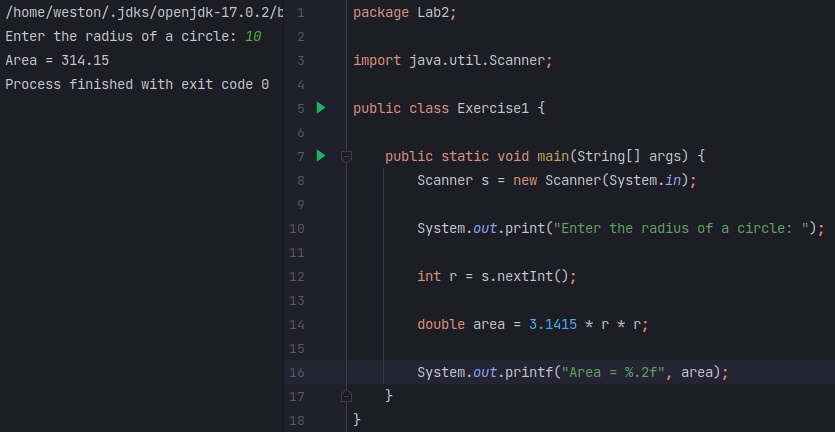 /home/weston/.jdks/openjdk-17.0.2/b
Enter the radius of a circle: 10
Area = 314.15
Process finished with exit code 0
1 package Lab2;
2
3 import java.util.Scanner;
4
5 public class Exercise1 {
6
7 public static void main(String[] args) {
8 Scanner s = new Scanner(System.in);
9
10 System.out.print("Enter the radius of a circle: ");
11
12 int r = s.nextInt();
13
14 double area = 3.1415 * r * r;
15
16 System.out.printf("Area = %.2f", area);
17 }
18 }